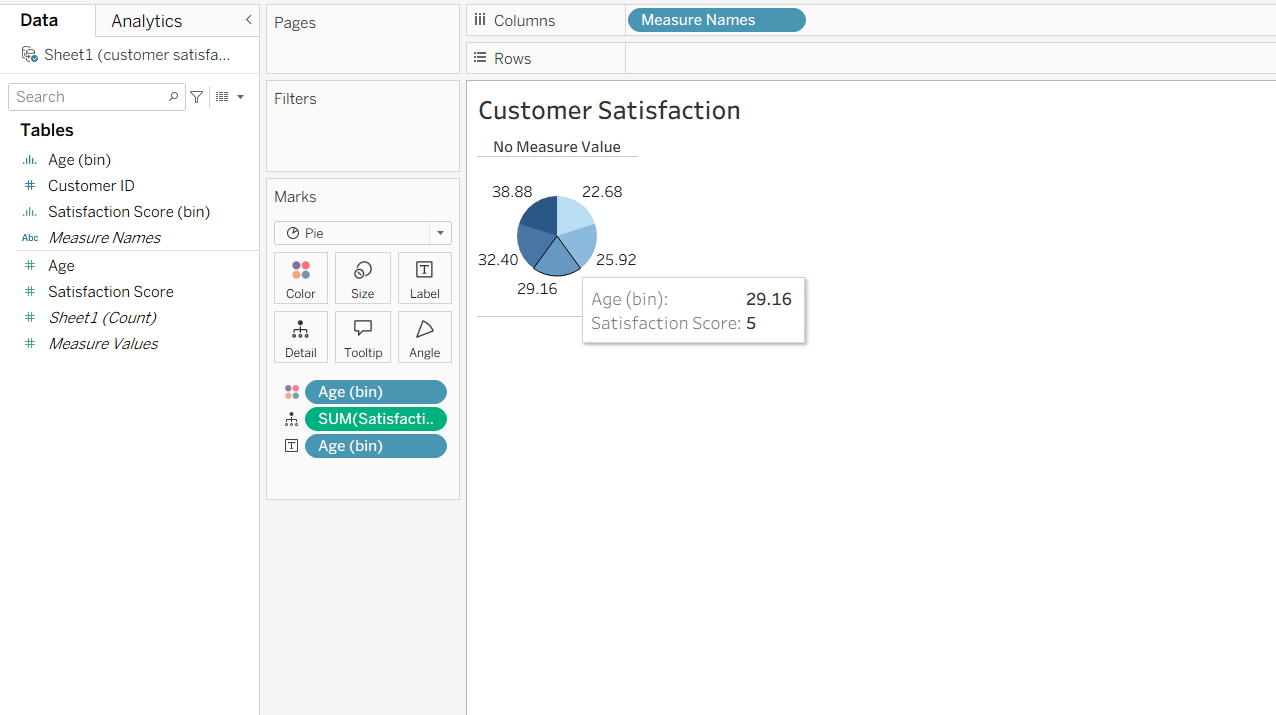 Data
Analytics
Sheet1 (customer satisfa...
Search
Tables
Age (bin)
Customer ID
Satisfaction Score (bin)
Abc Measure Names
Age
Satisfaction Score
Sheet1 (Count)
Measure Values
Pages
Filters
Marks
Pie
Color Size Label
Detail Tooltip Angle
Age (bin)
SUM(Satisfacti..
Age (bin)
Columns Measure Names
Rows
Customer Satisfaction
No Measure Value
38.88 22.68
32.40 25.92
29.16
Age (bin): 29.16
Satisfaction Score: 5